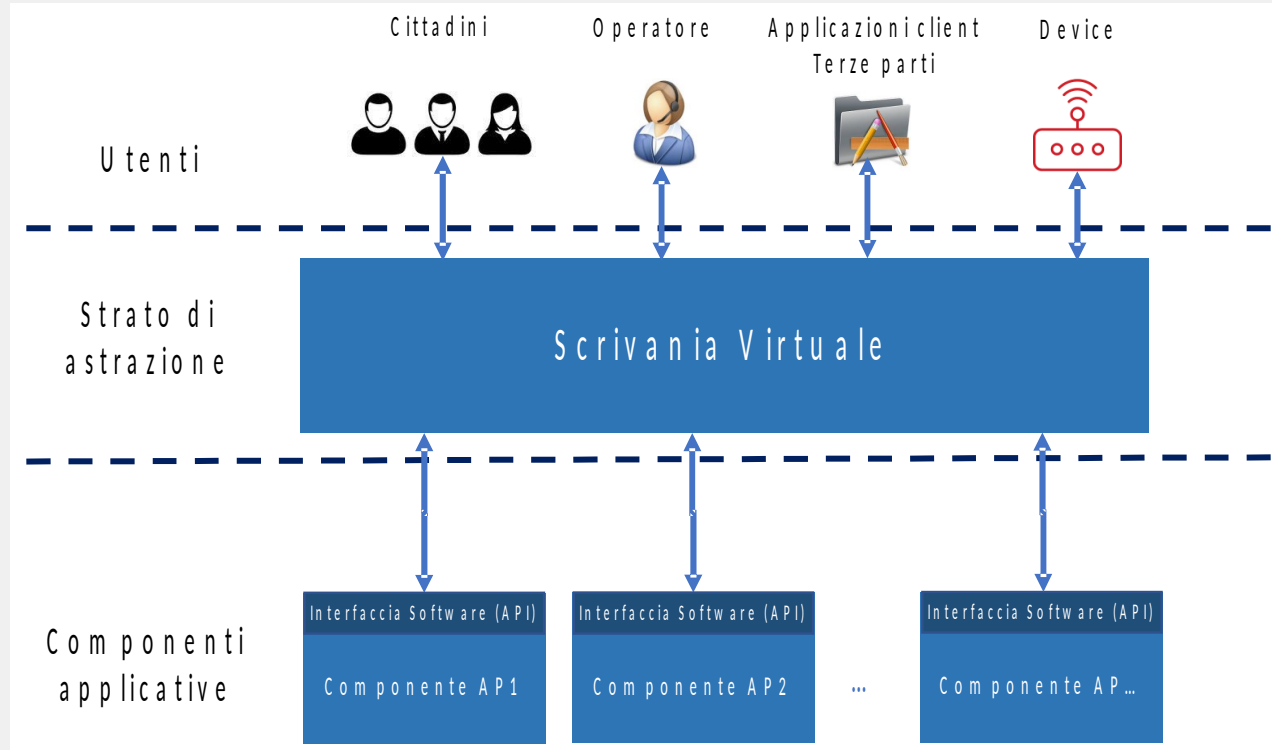 Cittadini
Operatore
Applicazioni client
Terze parti
Device
Utenti
Strato di
astrazione
Scrivania Virtuale
Componenti
applicative
Interfaccia Software (API)
Componente AP1
Interfaccia Software (API)
Componente AP2
...
Interfaccia Software (API)
Componente AP...